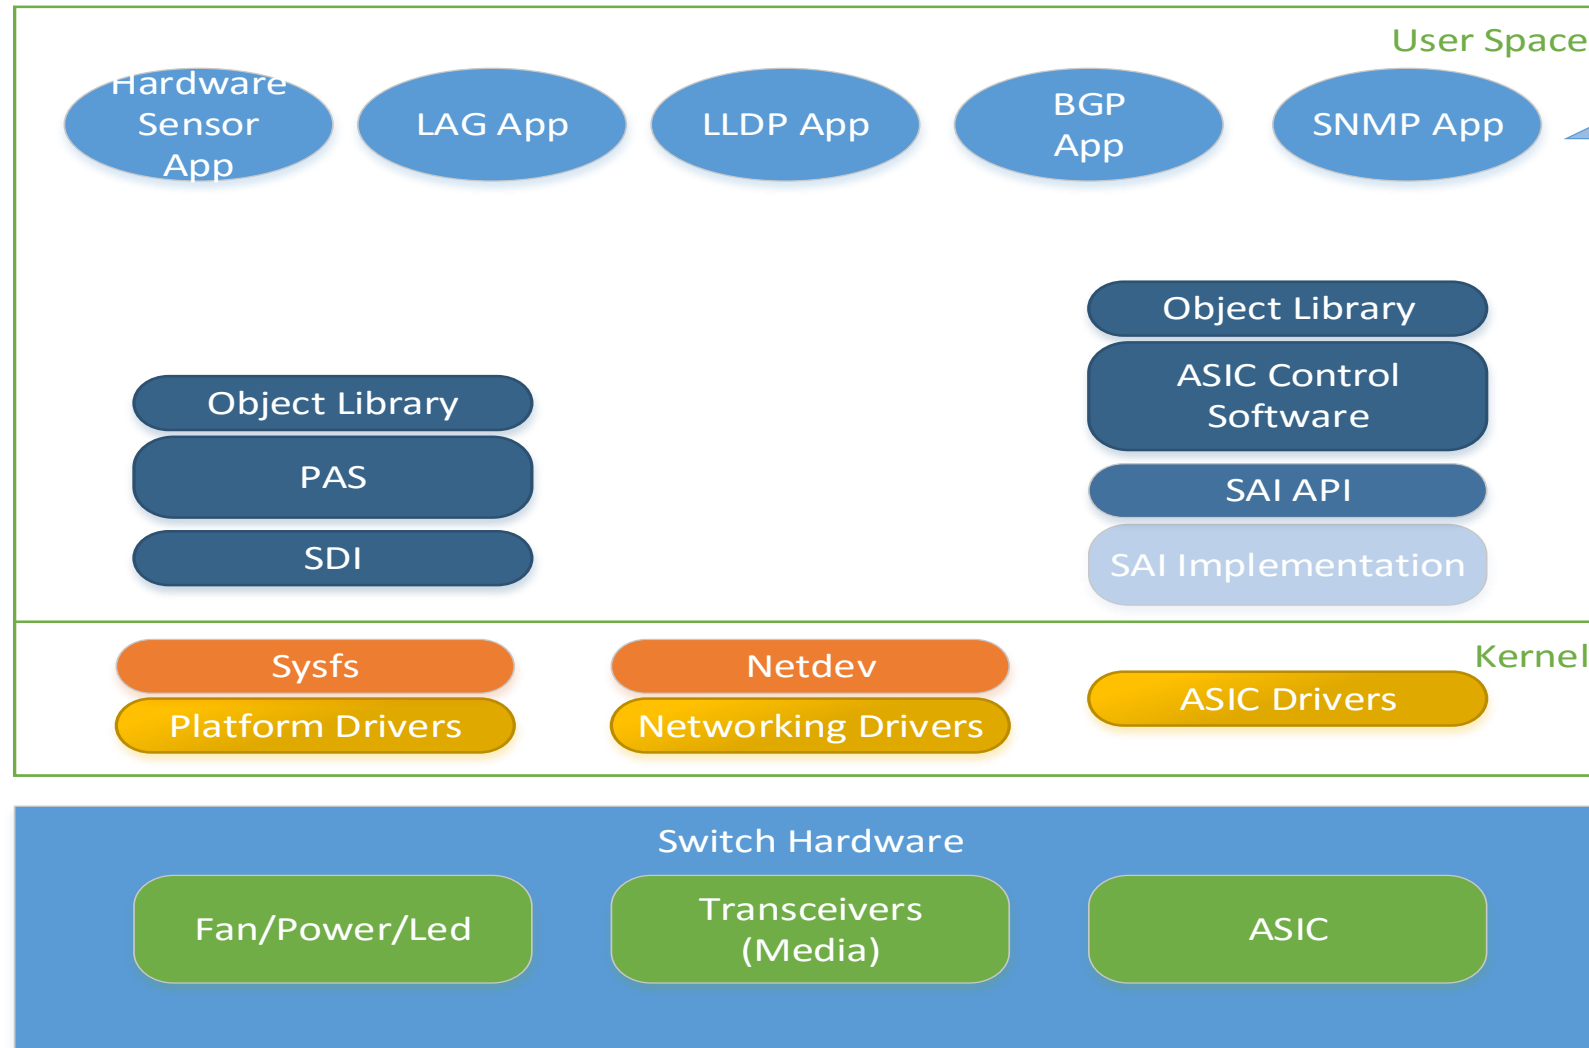 User Space
Hardware
Sensor
App
LAG App
LLDP App
BGP
App
SNMP App
Object Library
ASIC Control
Software
Object Library
PAS
SAI API
SDI
SAI Implementation
Kernel
Sysfs
Netdev
ASIC Drivers
Platform Drivers
Networking Drivers
Switch Hardware
Fan/Power/Led
Transceivers
(Media)
ASIC